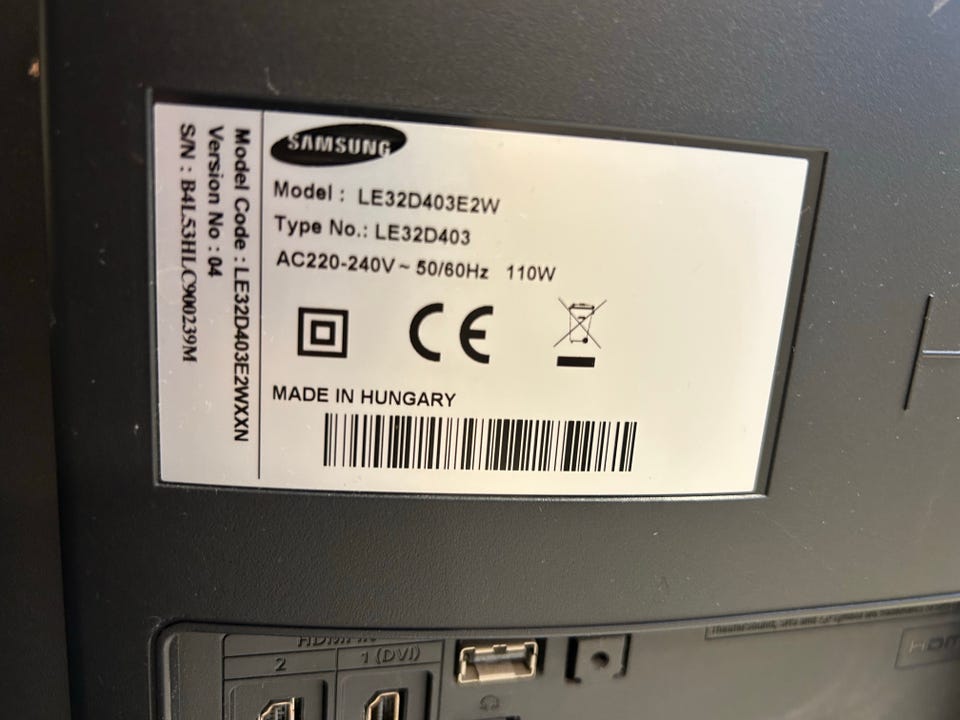 SAMSUNG
Model : LE32D403E2W
Type No.: LE32D403
AC220-240V ~ 50/60Hz 110W
CE
MADE IN HUNGARY
Model Code : LE32D403E2WXXN
Version No : 04
S/N : B4L53HLC900239M
2
1 (DVI)
HDMI